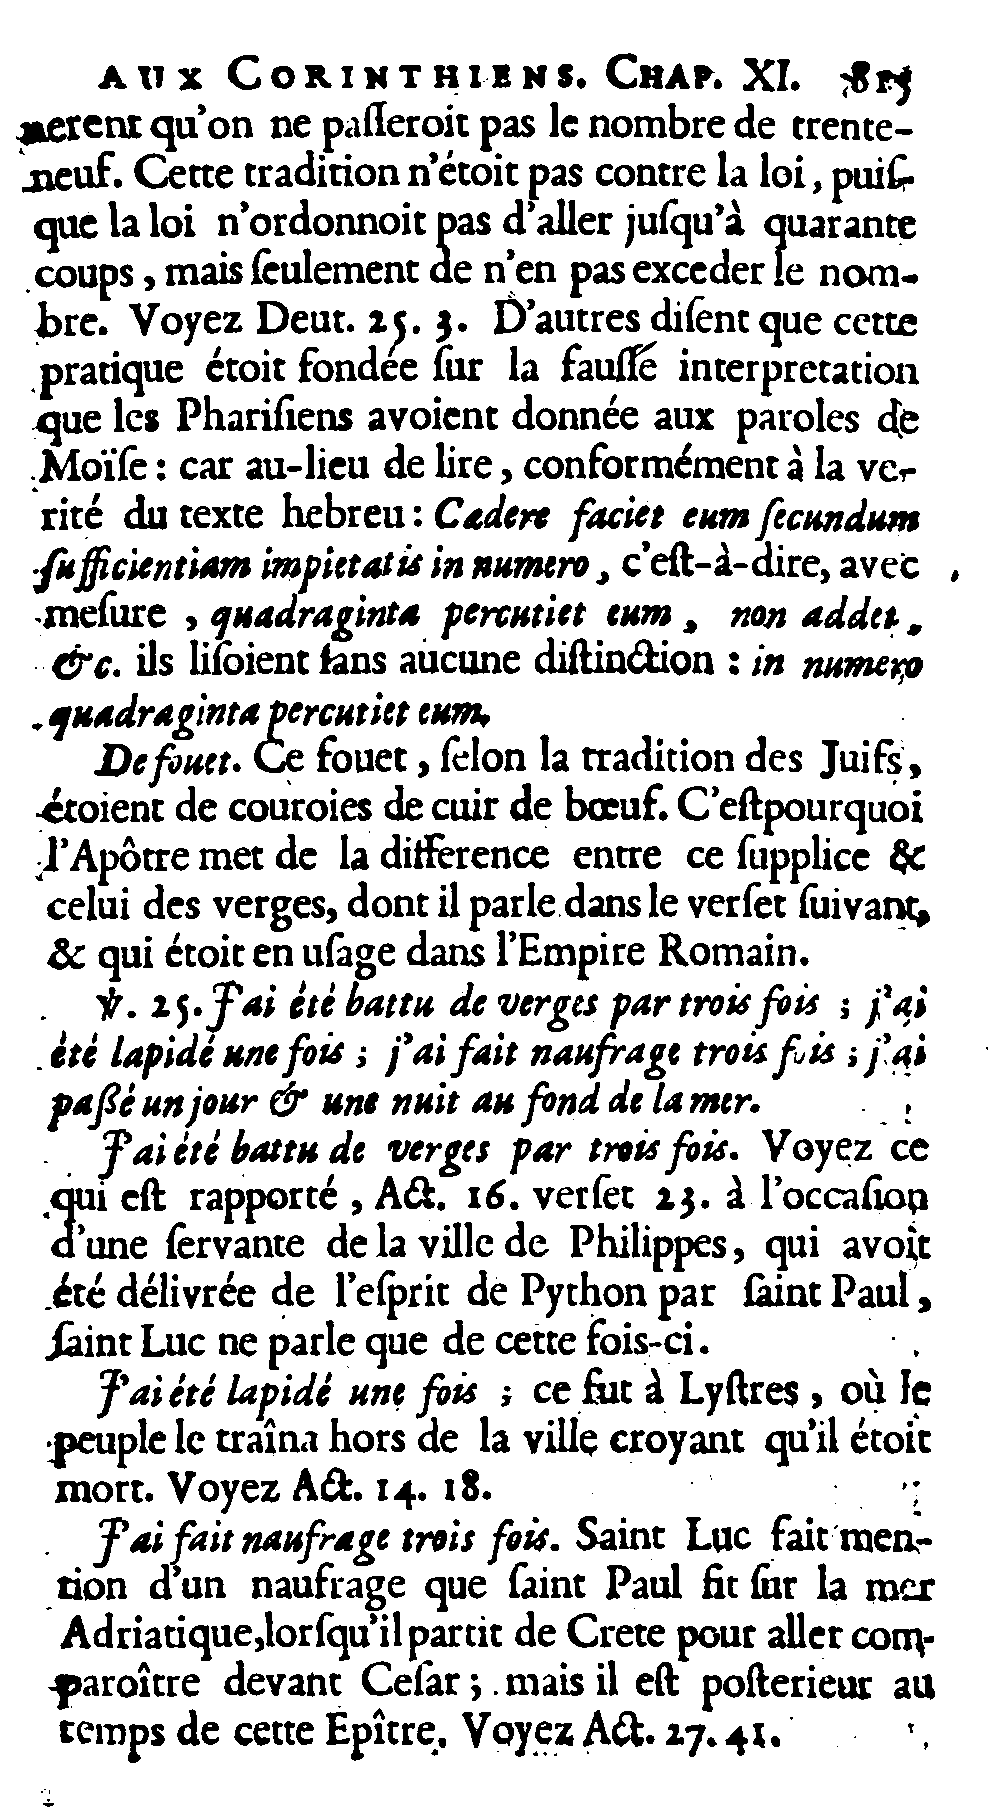 AUX CORINTHIENS. CHAP. XI. 815
nerent qu'on ne paſſeroit pas le nombre de trente-
neuf. Cette tradition n'étoit pas contre la loi, puiſ-
que la loi n'ordonnoit pas d'aller juſqu'à quarante
coups, mais ſeulement de n'en pas exceder le nom-
bre. Voyez Deut. 25. 3. D'autres diſent que cette
pratique étoit fondée ſur la fauſſe interpretation
que les Phariſiens avoient donnée aux paroles de
Moïſe : car au-lieu de lire, conformément à la ve-
rité du texte hebreu : Cædere faciet eum ſecundum
ſufficientiam impietatis in numero, c'eſt-à-dire, avec
meſure, quadraginta percutiet eum, non addet,
&c. ils liſoient ſans aucune diſtinction : in numero
quadraginta percutiet eum.
De fouet. Ce fouet, ſelon la tradition des Juifs,
étoient de couroies de cuir de bœuf. C'eſtpourquoi
l'Apôtre met de la difference entre ce ſupplice &
celui des verges, dont il parle dans le verſet ſuivant,
& qui étoit en uſage dans l'Empire Romain.
℣. 25. J'ai été battu de verges par trois fois ; j'ai
été lapidé une fois ; j'ai fait naufrage trois fois ; j'ai
paßé un jour & une nuit au fond de la mer.
J'ai été battu de verges par trois fois. Voyez ce
qui eſt rapporté, Act. 16. verſet 23. à l'occaſion
d'une ſervante de la ville de Philippes, qui avoit
été délivrée de l'eſprit de Python par ſaint Paul,
ſaint Luc ne parle que de cette fois-ci.
J'ai été lapidé une fois ; ce fut à Lyſtres, où le
peuple le traîna hors de la ville croyant qu'il étoit
mort. Voyez Act. 14. 18.
J'ai fait naufrage trois fois. Saint Luc fait men-
tion d'un naufrage que ſaint Paul fit ſur la mer
Adriatique, lorſqu'il partit de Crete pour aller com-
paroître devant Ceſar ; mais il eſt poſterieur au
temps de cette Epître. Voyez Act. 27. 41.